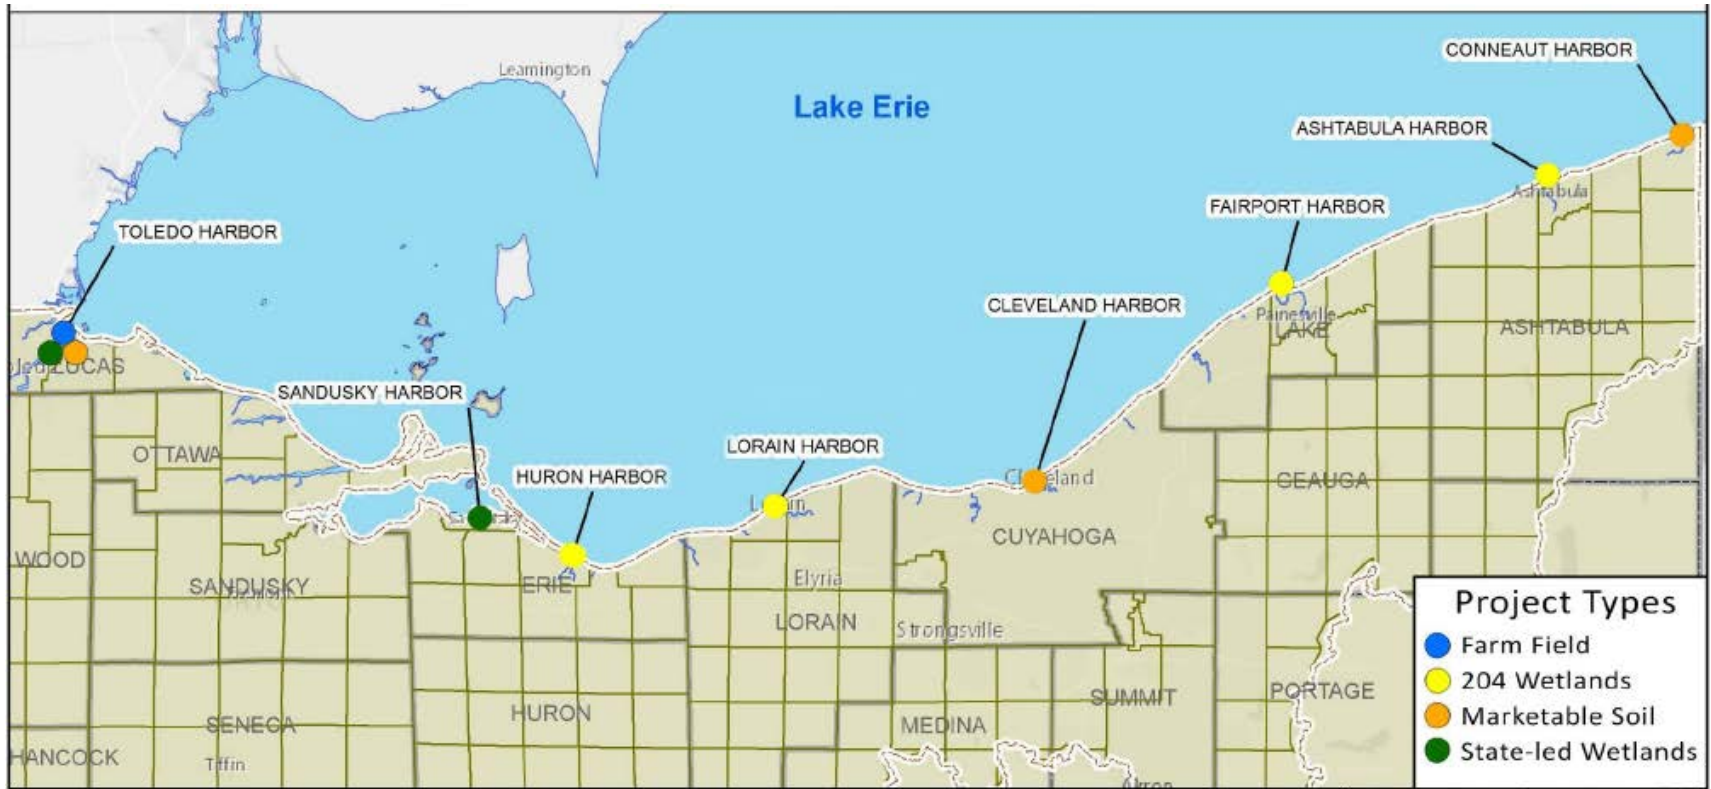 CONNEAUT HARBOR
Leamington
Lake Erie
ASHTABULA HARBOR
Ashtabula
FAIRPORT HARBOR
TOLEDO HARBOR
CLEVELAND HARBOR
Painesville
LAKE
ASHTABULA
LUCAS
SANDUSKY HARBOR
LORAIN HARBOR
OTTAWA
HURON HARBOR
GEAUGA
CUYAHOGA
WOOD
SANDUSKY
ERIE
Elyria
LORAIN
Strongsville
SUMMIT
PORTAGE
SENECA
HURON
MEDINA
HANCOCK
Tiffin
Akron
Project Types
Farm Field
204 Wetlands
Marketable Soil
State-led Wetlands